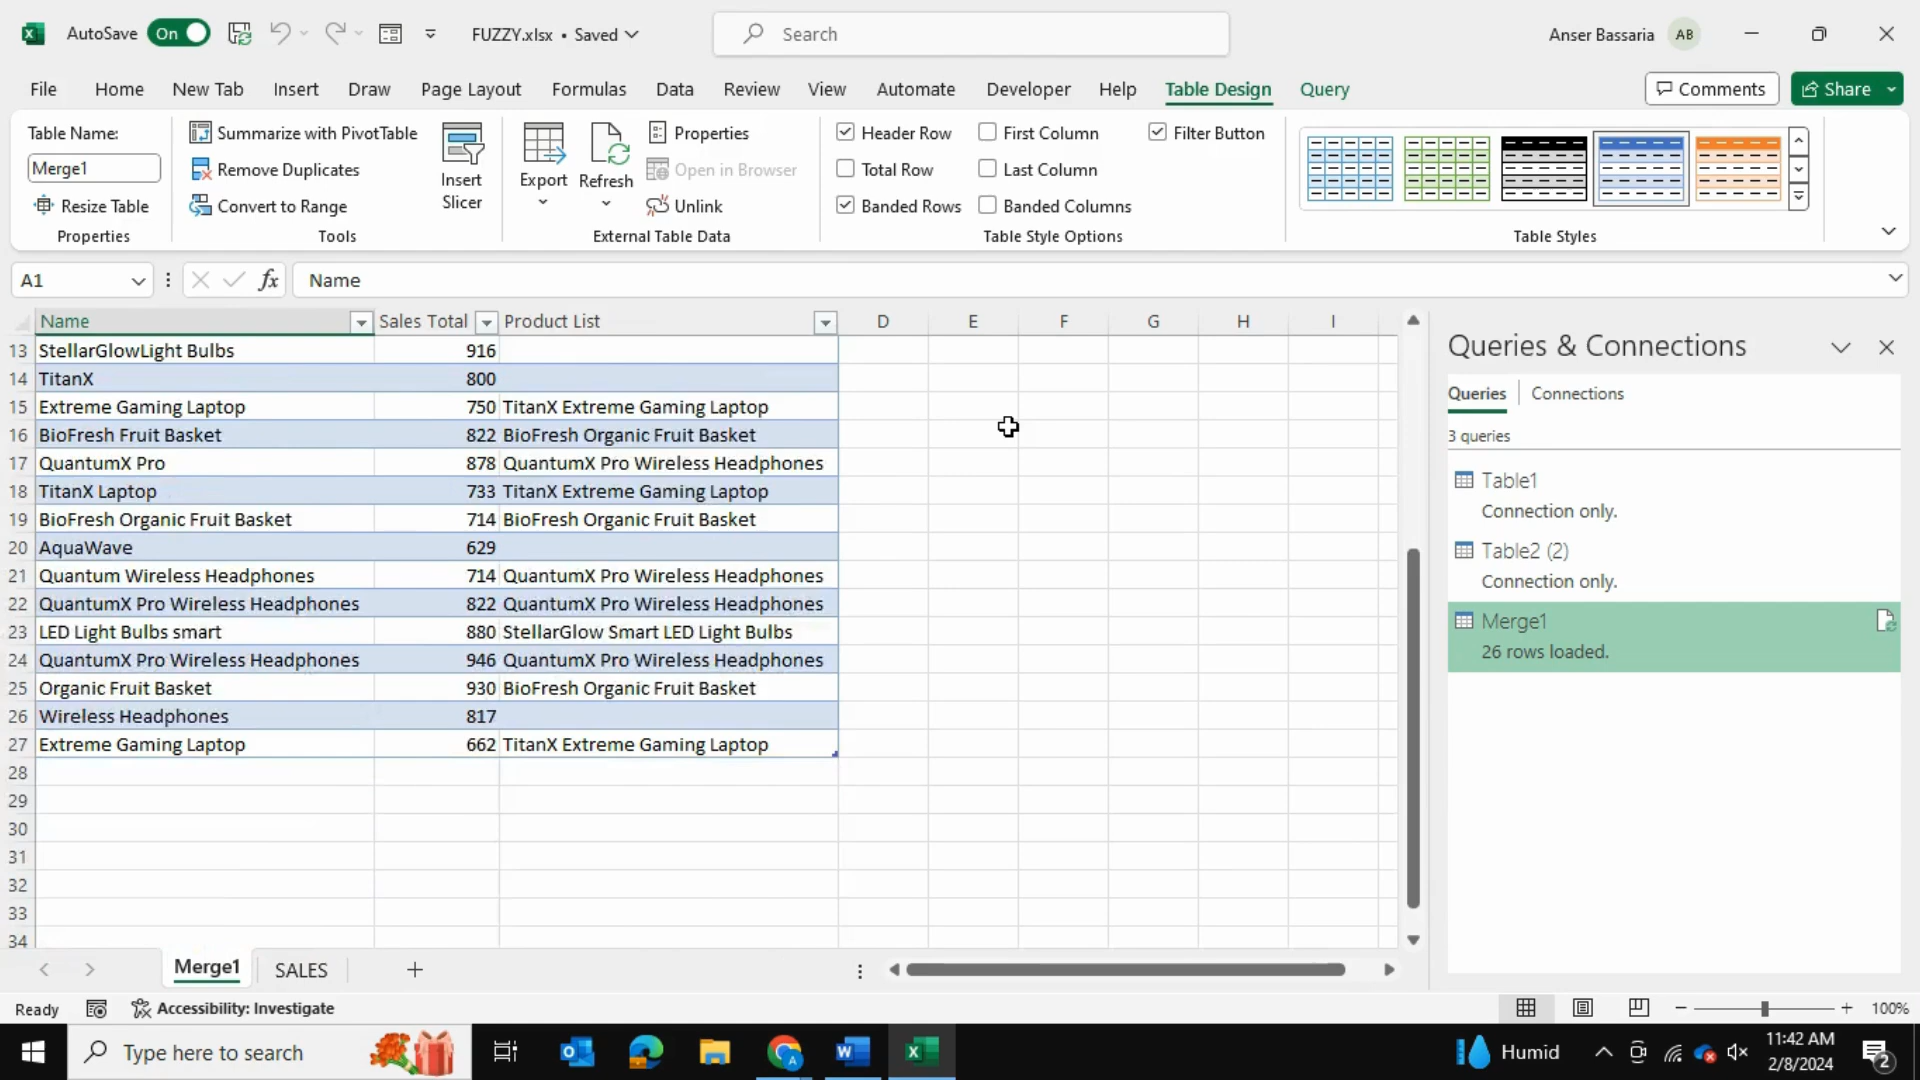 AutoSave On FUZZY.xlsx • Saved Search Anser Bassaria AB
File Home New Tab Insert Draw Page Layout Formulas Data Review View Automate Developer Help Table Design Query Comments Share
Table Name:
Merge1
Resize Table
Properties
Summarize with PivotTable
Remove Duplicates
Convert to Range
Tools
Insert
Slicer
Export
Refresh
Properties
Open in Browser
Unlink
External Table Data
Header Row First Column Filter Button
Total Row Last Column
Banded Rows Banded Columns
Table Style Options
Table Styles
A1 fx Name
Name Sales Total Product List D E F G H I
13 StellarGlowLight Bulbs 916
14 TitanX 800
15 Extreme Gaming Laptop 750 TitanX Extreme Gaming Laptop
16 BioFresh Fruit Basket 822 BioFresh Organic Fruit Basket
17 QuantumX Pro 878 QuantumX Pro Wireless Headphones
18 TitanX Laptop 733 TitanX Extreme Gaming Laptop
19 BioFresh Organic Fruit Basket 714 BioFresh Organic Fruit Basket
20 AquaWave 629
21 Quantum Wireless Headphones 714 QuantumX Pro Wireless Headphones
22 QuantumX Pro Wireless Headphones 822 QuantumX Pro Wireless Headphones
23 LED Light Bulbs smart 880 StellarGlow Smart LED Light Bulbs
24 QuantumX Pro Wireless Headphones 946 QuantumX Pro Wireless Headphones
25 Organic Fruit Basket 930 BioFresh Organic Fruit Basket
26 Wireless Headphones 817
27 Extreme Gaming Laptop 662 TitanX Extreme Gaming Laptop
28
29
30
31
32
33
34
Queries & Connections
Queries Connections
3 queries
Table1
Connection only.
Table2 (2)
Connection only.
Merge1
26 rows loaded.
Merge1 SALES
Ready Accessibility: Investigate 100%
Type here to search Humid 11:42 AM
2/8/2024 2